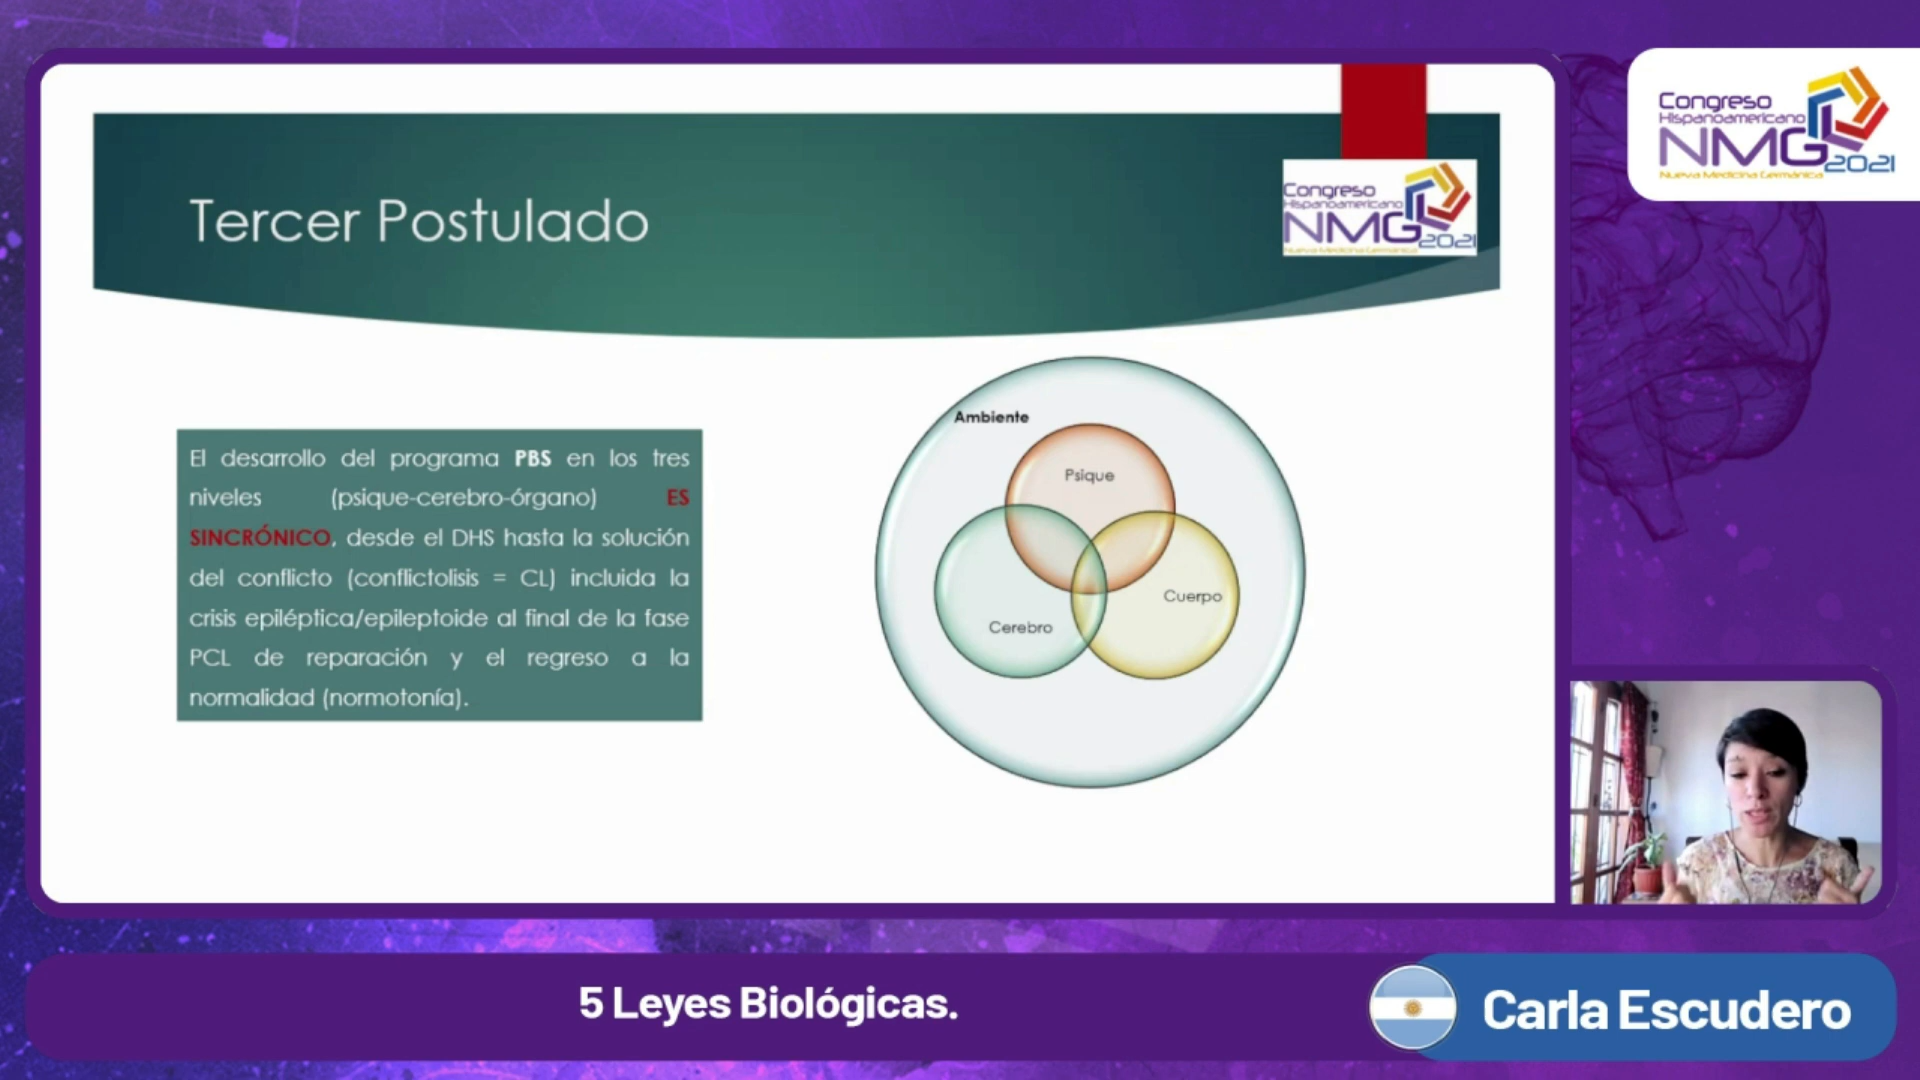 Tercer Postulado
Congreso
Hispanoamericano
NMG 2021
Nueva Medicina Germánica
Congreso
Hispanoamericano
NMG 2021
Nueva Medicina Germánica
El desarrollo del programa PBS en los tres
niveles (psique-cerebro-órgano) ES
SINCRÓNICO, desde el DHS hasta la solución
del conflicto (conflictolisis = CL) incluida la
crisis epiléptica/epileptoide al final de la fase
PCL de reparación y el regreso a la
normalidad (normotonía).
Ambiente
Psique
Cuerpo
Cerebro
5 Leyes Biológicas.
Carla Escudero